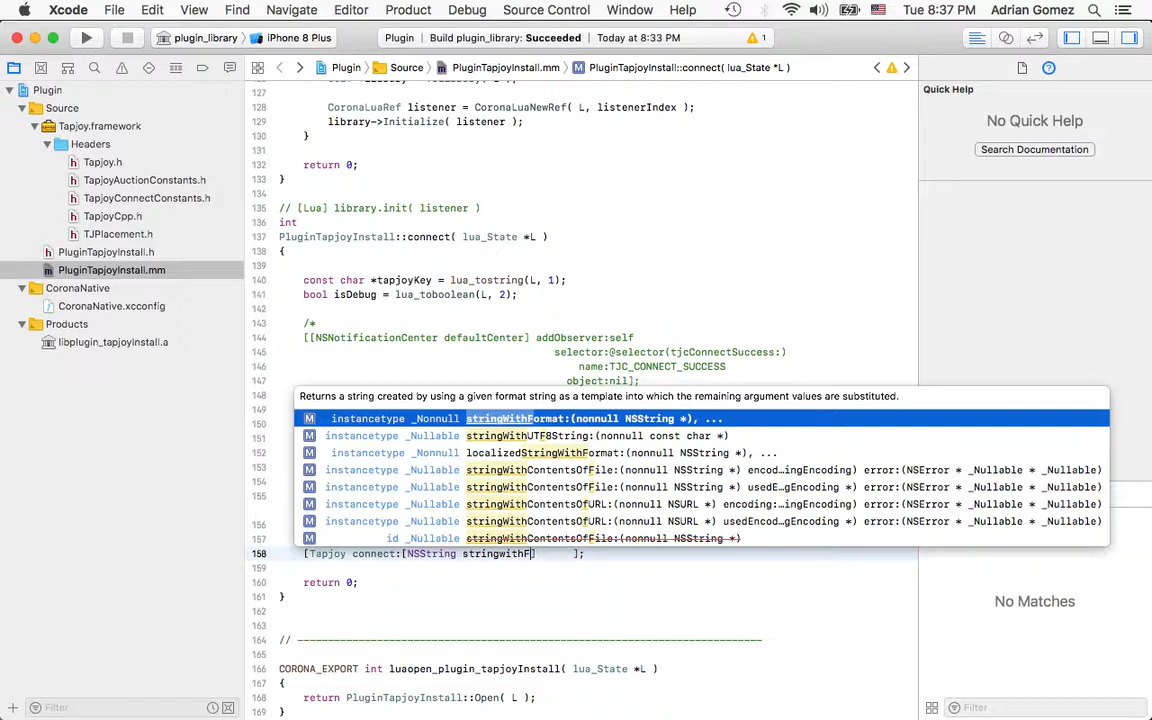 Xcode File Edit View Find Navigate Editor Product Debug Source Control Window Help Tue 8:37 PM Adrian Gomez
plugin_library iPhone 8 Plus Plugin Build plugin_library: Succeeded Today at 8:33 PM 1
Plugin Source PluginTapjoyInstall.mm PluginTapjoyInstall::connect( lua_State *L )
Plugin
Source
Tapjoy.framework
Headers
Tapjoy.h
TapjoyAuctionConstants.h
TapjoyConnectConstants.h
TapjoyCpp.h
TJPlacement.h
PluginTapjoyInstall.h
PluginTapjoyInstall.mm
CoronaNative
CoronaNative.xcconfig
Products
libplugin_tapjoyInstall.a
Filter
127
128 CoronaLuaRef listener = CoronaLuaNewRef( L, listenerIndex );
129 library->Initialize( listener );
130 }
131
132 return 0;
133 }
134
135 // [Lua] library.init( listener )
136 int
137 PluginTapjoyInstall::connect( lua_State *L )
138 {
139
140 const char *tapjoyKey = lua_tostring(L, 1);
141 bool isDebug = lua_toboolean(L, 2);
142
143 /*
144 [[NSNotificationCenter defaultCenter] addObserver:self
145 selector:@selector(tjcConnectSuccess:)
146 name:TJC_CONNECT_SUCCESS
147 object:nil];
148
Returns a string created by using a given format string as a template into which the remaining argument values are substituted.
M instancetype _Nonnull stringWithFormat:(nonnull NSString *), ...
M instancetype _Nullable stringWithUTF8String:(nonnull const char *)
M instancetype _Nonnull localizedStringWithFormat:(nonnull NSString *), ...
M instancetype _Nullable stringWithContentsOfFile:(nonnull NSString *) encod...ingEncoding) error:(NSError * _Nullable * _Nullable)
M instancetype _Nullable stringWithContentsOfFile:(nonnull NSString *) usedE...gEncoding) error:(NSError * _Nullable * _Nullable)
M instancetype _Nullable stringWithContentsOfURL:(nonnull NSURL *) encoding:...ingEncoding) error:(NSError * _Nullable * _Nullable)
M instancetype _Nullable stringWithContentsOfURL:(nonnull NSURL *) usedEncod...gEncoding) error:(NSError * _Nullable * _Nullable)
M id _Nullable stringWithContentsOfFile:(nonnull NSString *)
150
151
152
153
154
155
156
157
158 [Tapjoy connect:[NSString stringwithF] ];
159
160 return 0;
161 }
162
163
164 // ----------------------------------------------------------------------------
165
166 CORONA_EXPORT int luaopen_plugin_tapjoyInstall( lua_State *L )
167 {
168 return PluginTapjoyInstall::Open( L );
169 }
Quick Help
No Quick Help
Search Documentation
No Matches
Filter